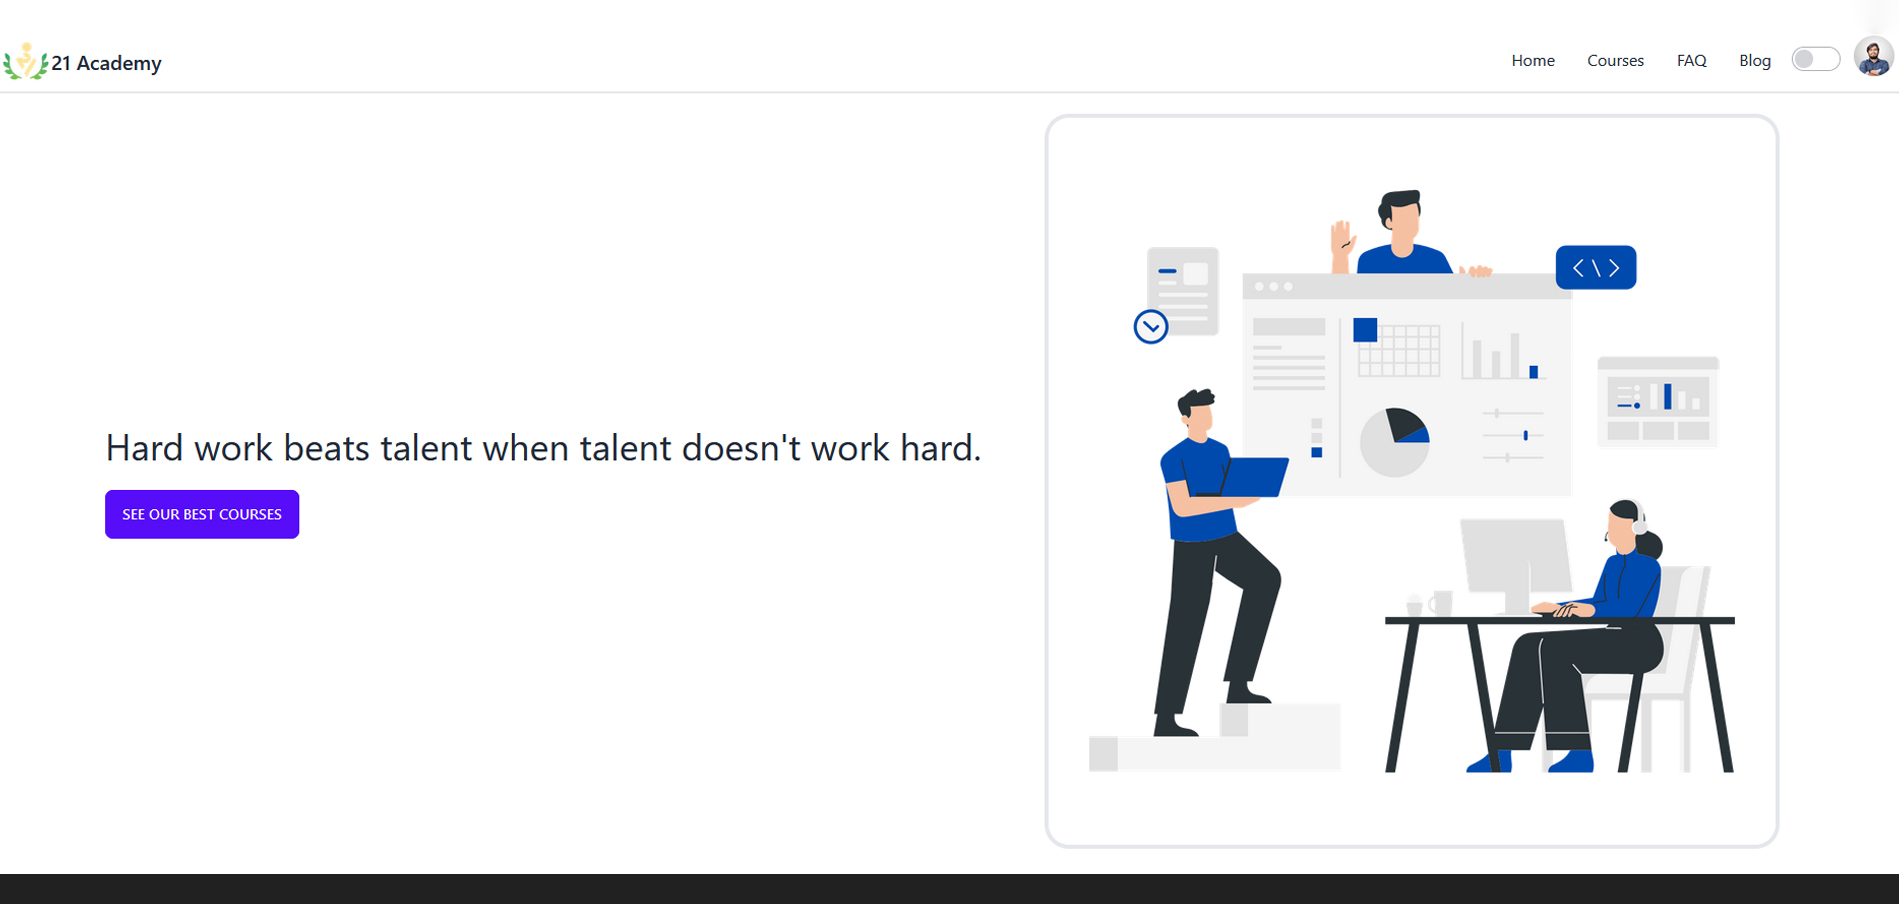 21 Academy
Home Courses FAQ Blog
< \ >
Hard work beats talent when talent doesn't work hard.
SEE OUR BEST COURSES